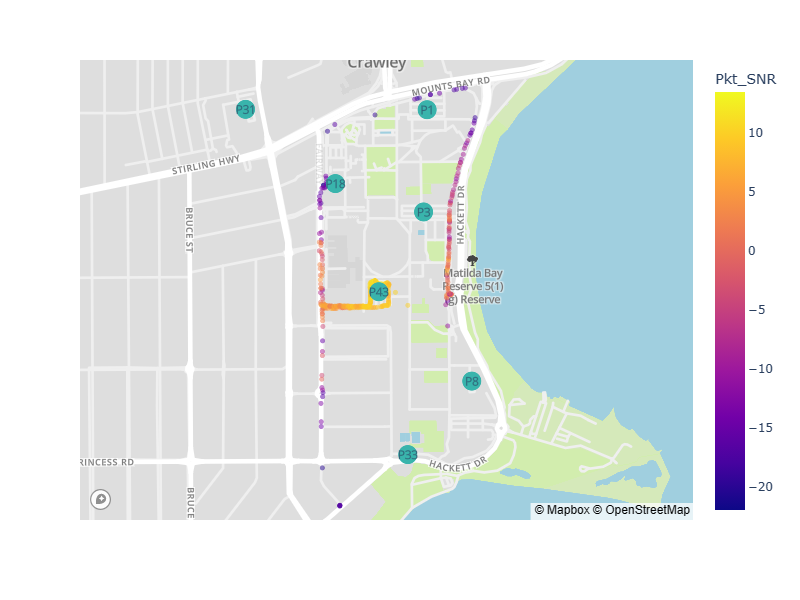 Crawley
Pkt_SNR
MOUNTS BAY RD
P31
P1
10
STIRLING HWY
P18
5
BRUCE ST
P3
HACKETT DR
0
Matilda Bay
Reserve 5(1)
(g) Reserve
P43
−5
−10
P8
−15
P33
RINCESS RD
HACKETT DR
BRUCE
−20
© Mapbox © OpenStreetMap